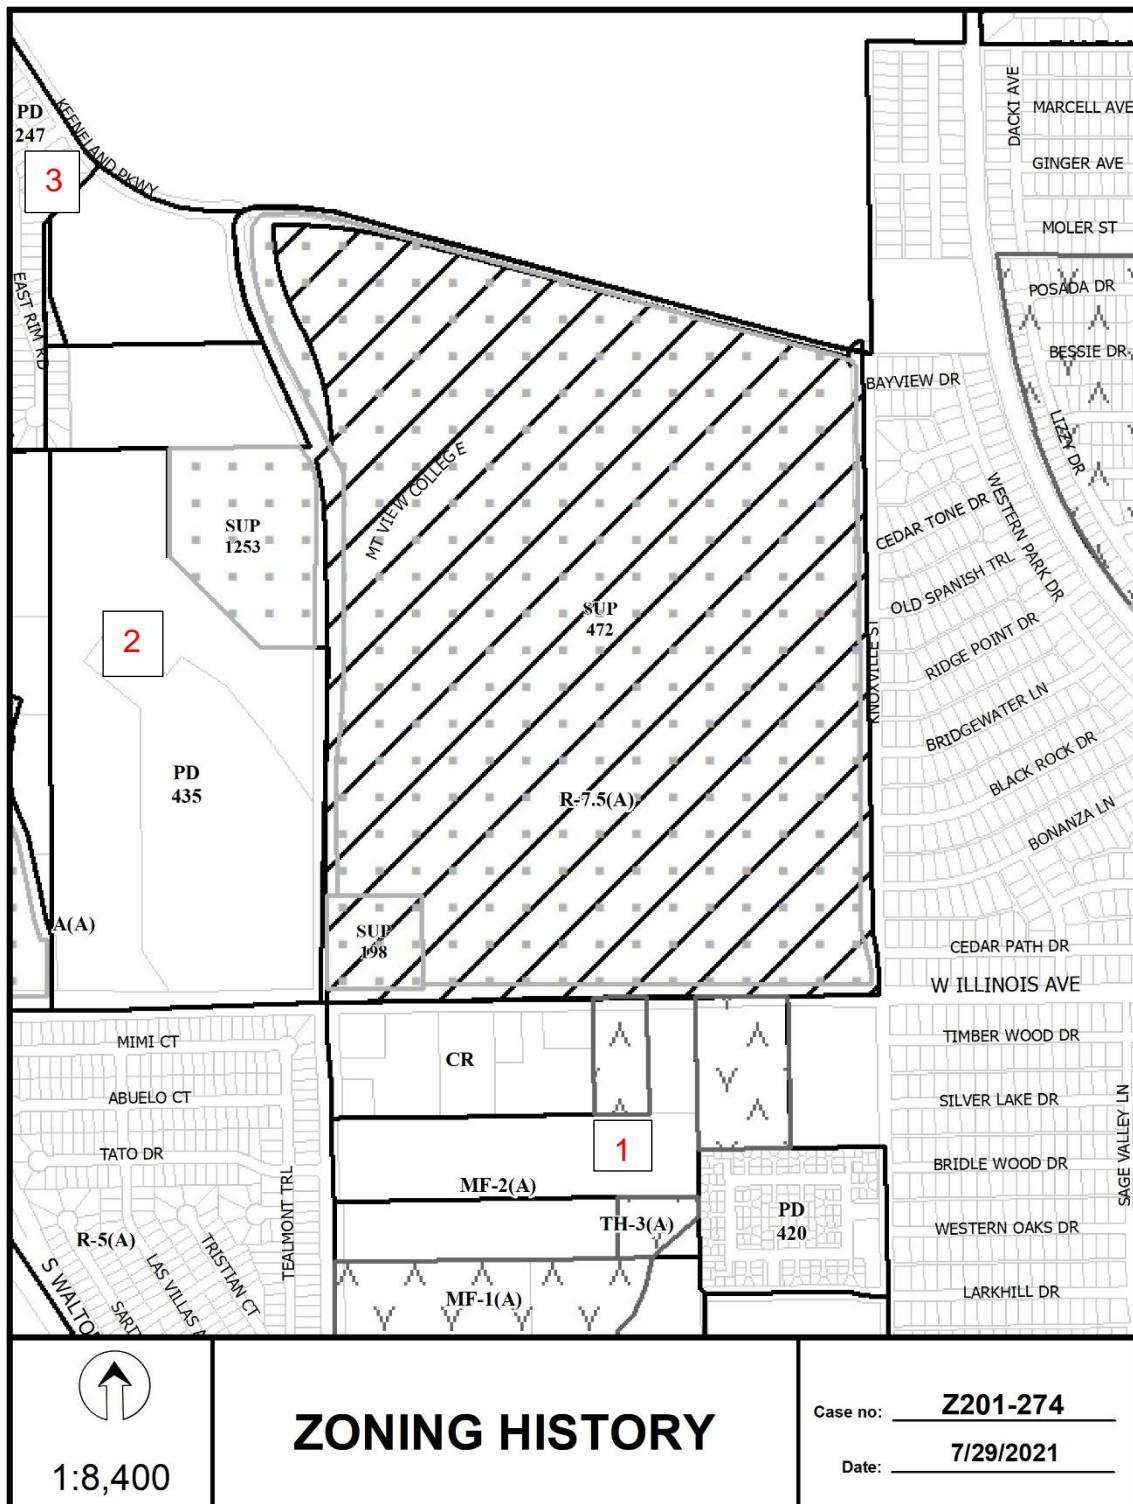 PD
247
3
KEENELAND PKWY
EAST RIM RD
DACKI AVE
MARCELL AVE
GINGER AVE
MOLER ST
POSADA DR
BESSIE DR
LIZZY DR
BAYVIEW DR
WESTERN PARK DR
CEDAR TONE DR
OLD SPANISH TRL
RIDGE POINT DR
BRIDGEWATER LN
BLACK ROCK DR
BONANZA LN
KNOXVILLE ST
MT VIEW COLLEGE
SUP
1253
SUP
472
2
PD
435
R-7.5(A)
A(A)
SUP
198
CEDAR PATH DR
W ILLINOIS AVE
MIMI CT
ABUELO CT
TATO DR
TEALMONT TRL
R-5(A)
TRISTIAN CT
LAS VILLAS
S WALTO
CR
1
MF-2(A)
TH-3(A)
MF-1(A)
PD
420
TIMBER WOOD DR
SILVER LAKE DR
BRIDLE WOOD DR
WESTERN OAKS DR
LARKHILL DR
SAGE VALLEY LN
1:8,400
ZONING HISTORY
Case no: Z201-274
Date: 7/29/2021